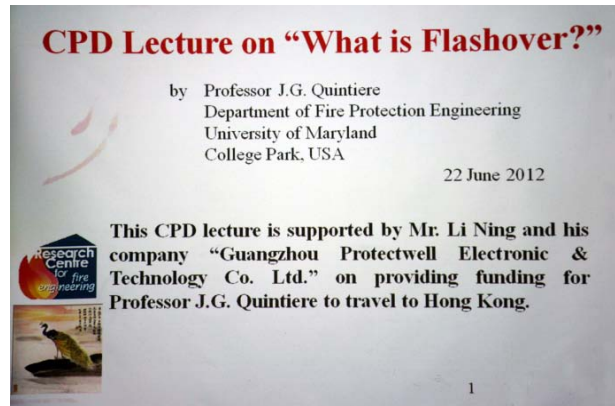 CPD Lecture on “What is Flashover?”
by Professor J.G. Quintiere
Department of Fire Protection Engineering
University of Maryland
College Park, USA
22 June 2012
Research
Centre
for
fire
engineering
This CPD lecture is supported by Mr. Li Ning and his
company “Guangzhou Protectwell Electronic &
Technology Co. Ltd.” on providing funding for
Professor J.G. Quintiere to travel to Hong Kong.
1